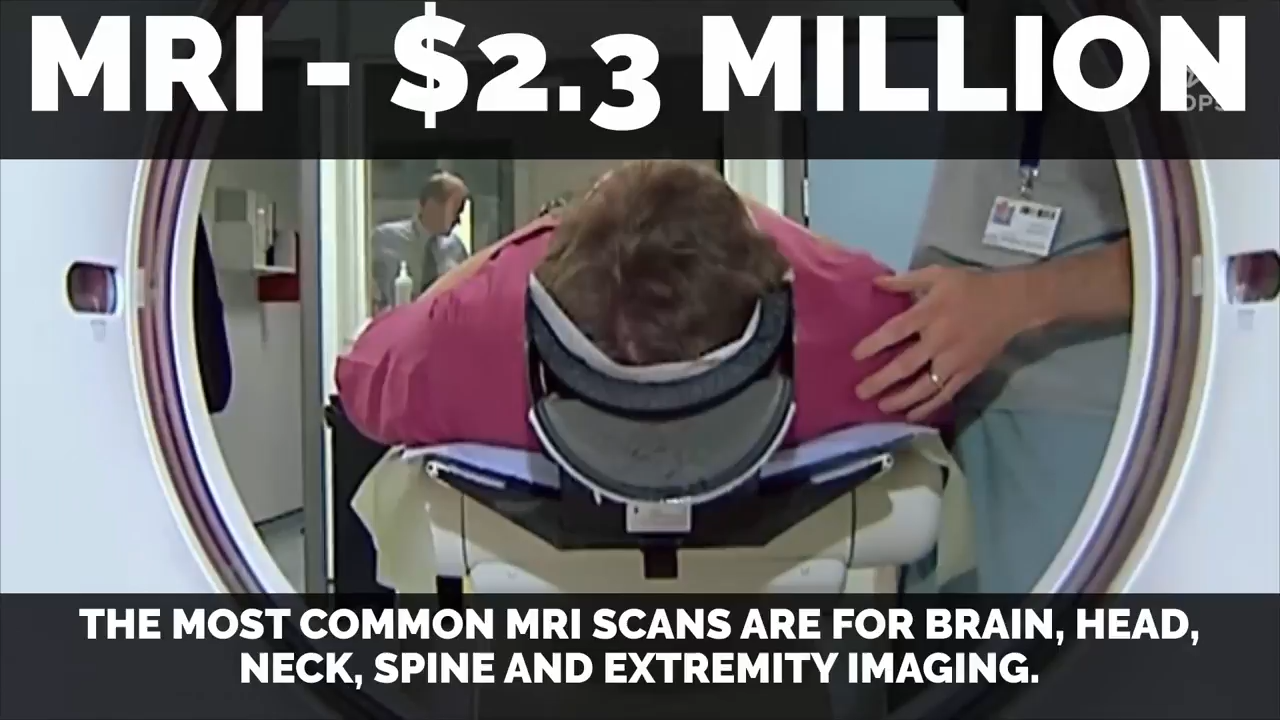 MRI - $2.3 MILLION
THE MOST COMMON MRI SCANS ARE FOR BRAIN, HEAD,
NECK, SPINE AND EXTREMITY IMAGING.